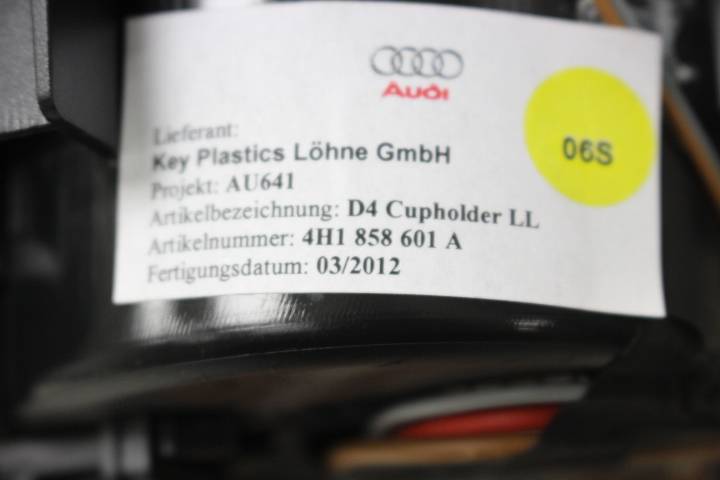 Audi
06S
Lieferant:
Key Plastics Löhne GmbH
Projekt: AU641
Artikelbezeichnung: D4 Cupholder LL
Artikelnummer: 4H1 858 601 A
Fertigungsdatum: 03/2012